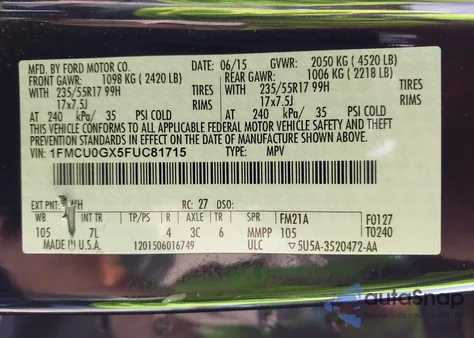 MFD. BY FORD MOTOR CO. 06/15 GVWR: 2050 KG ( 4520 LB)
FRONT GAWR: 1098 KG ( 2420 LB) REAR GAWR: 1006 KG ( 2218 LB)
WITH 235/55R17 99H TIRES WITH 235/55R17 99H TIRES
17x7.5J RIMS 17x7.5J RIMS
AT 240 kPa/ 35 PSI COLD AT 240 kPa/ 35 PSI COLD
THIS VEHICLE CONFORMS TO ALL APPLICABLE FEDERAL MOTOR VEHICLE SAFETY, BUMPER, AND THEFT
PREVENTION STANDARDS IN EFFECT ON THE DATE OF MANUFACTURE SHOWN ABOVE.
VIN: 1FMCU0GX5FUC81715 TYPE: MPV
EXT PNT: RC: 27 DSO:
WB INT TR TP/PS R AXLE TR SPR FM21A F0127
105 7L 4 3C 6 MMPP 105 T0240
MADE IN U.S.A. 1201506016749 ULC 5U5A-3520472-AA
autoSnap